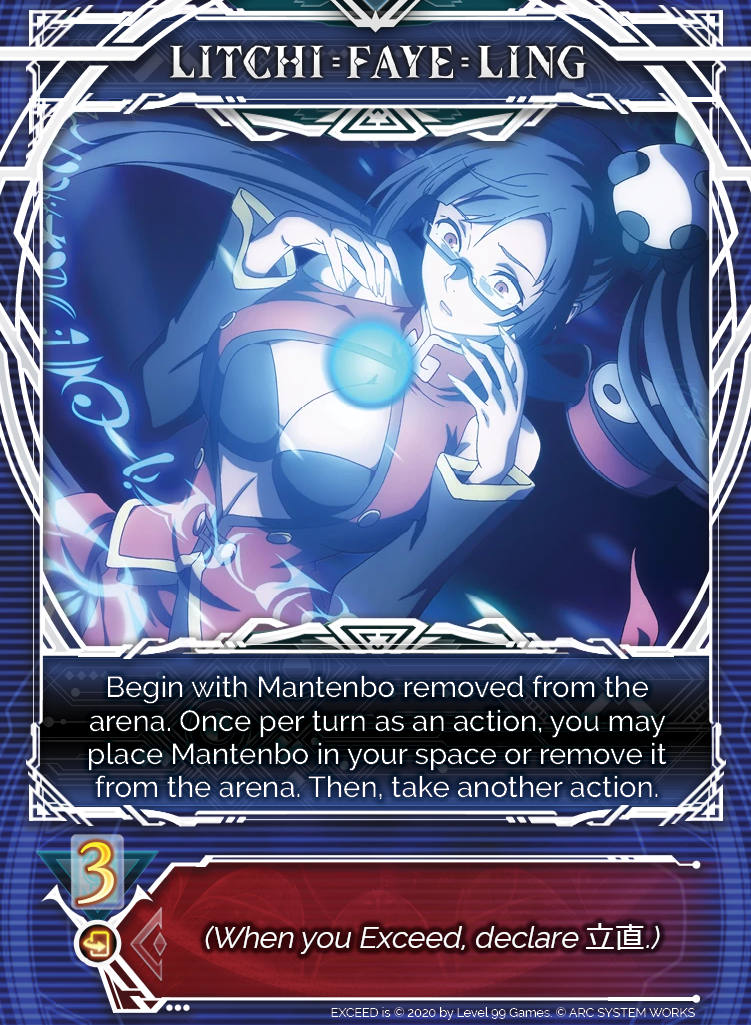 LITCHI=FAYE=LING
Begin with Mantenbo removed from the
arena. Once per turn as an action, you may
place Mantenbo in your space or remove it
from the arena. Then, take another action.
3
(When you Exceed, declare 立直.)
EXCEED is © 2020 by Level 99 Games. © ARC SYSTEM WORKS